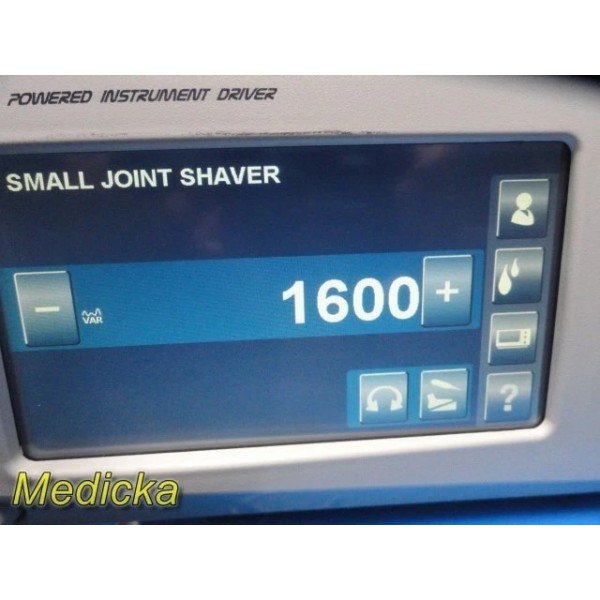 POWERED INSTRUMENT DRIVER
SMALL JOINT SHAVER
− VAR 1600 +
?
Medicka